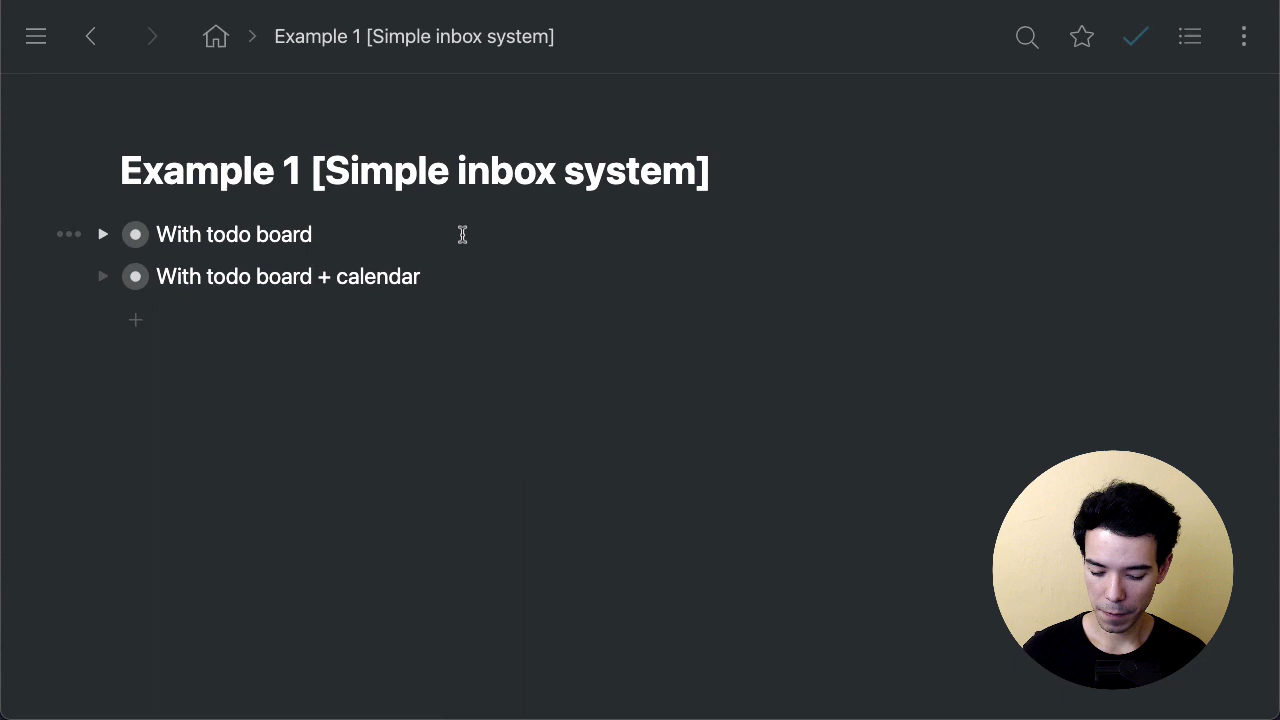 Example 1 [Simple inbox system]
Example 1 [Simple inbox system]
With todo board
With todo board + calendar